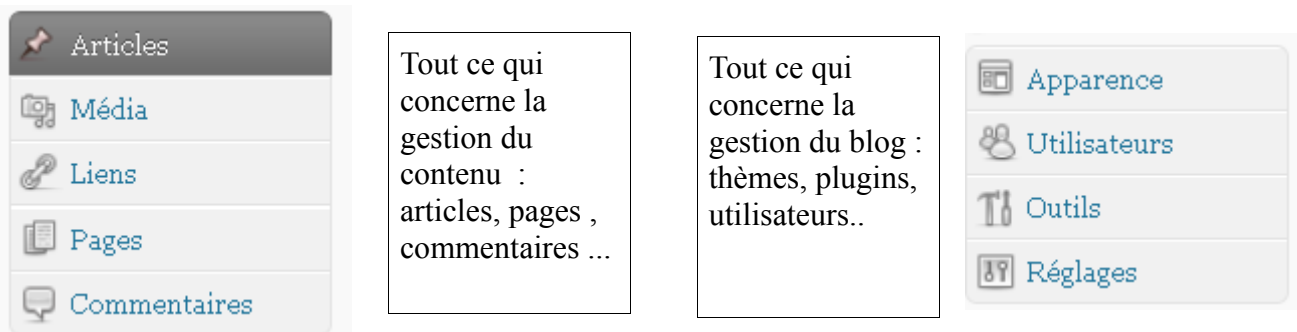 Articles
Média
Liens
Pages
Commentaires
Tout ce qui
concerne la
gestion du
contenu :
articles, pages ,
commentaires ...
Tout ce qui
concerne la
gestion du blog :
thèmes, plugins,
utilisateurs..
Apparence
Utilisateurs
Outils
Réglages